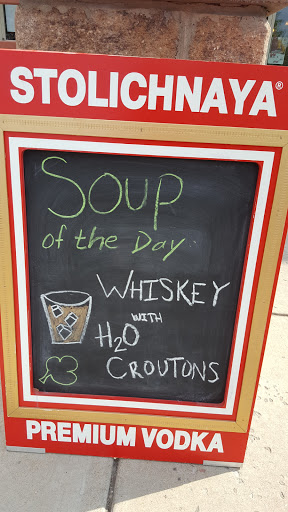 STOLICHNAYA®
SOUP
of the Day
WHISKEY
WITH
H₂O
CROUTONS
PREMIUM VODKA